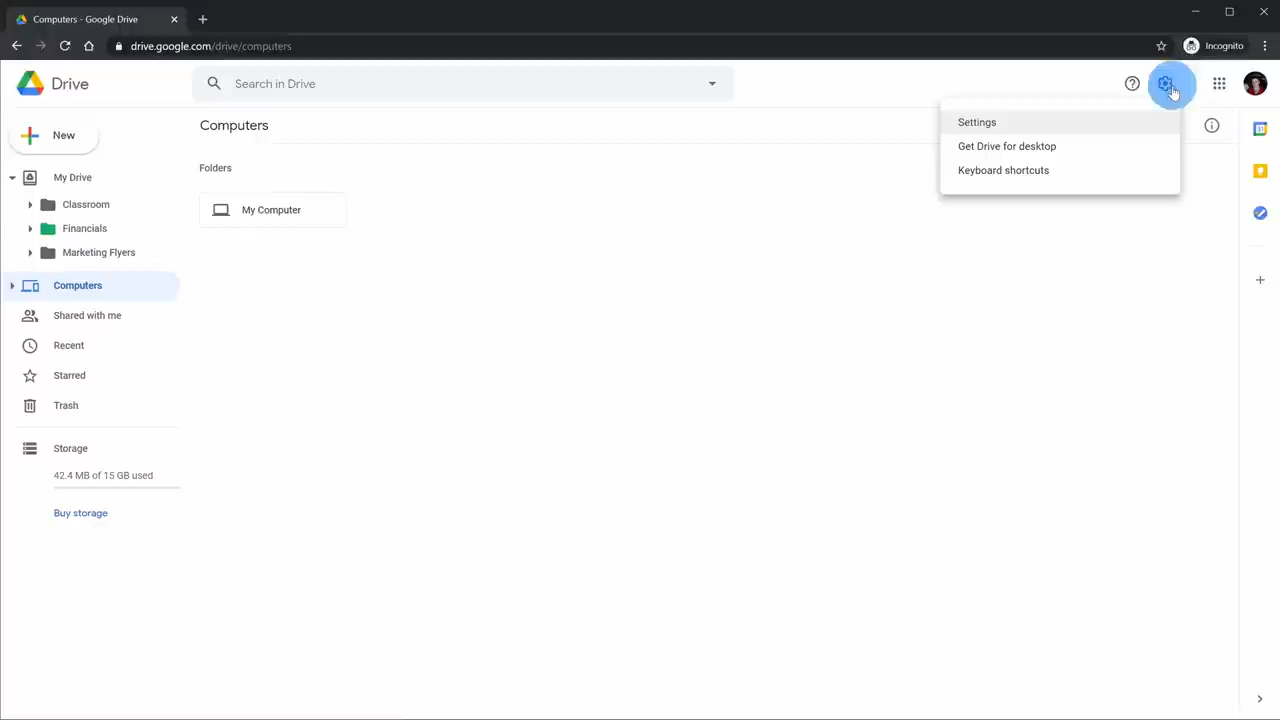 Computers - Google Drive
drive.google.com/drive/computers
Incognito
Drive
Search in Drive
New
Computers
Settings
Get Drive for desktop
Keyboard shortcuts
Folders
My Computer
My Drive
Classroom
Financials
Marketing Flyers
Computers
Shared with me
Recent
Starred
Trash
Storage
42.4 MB of 15 GB used
Buy storage